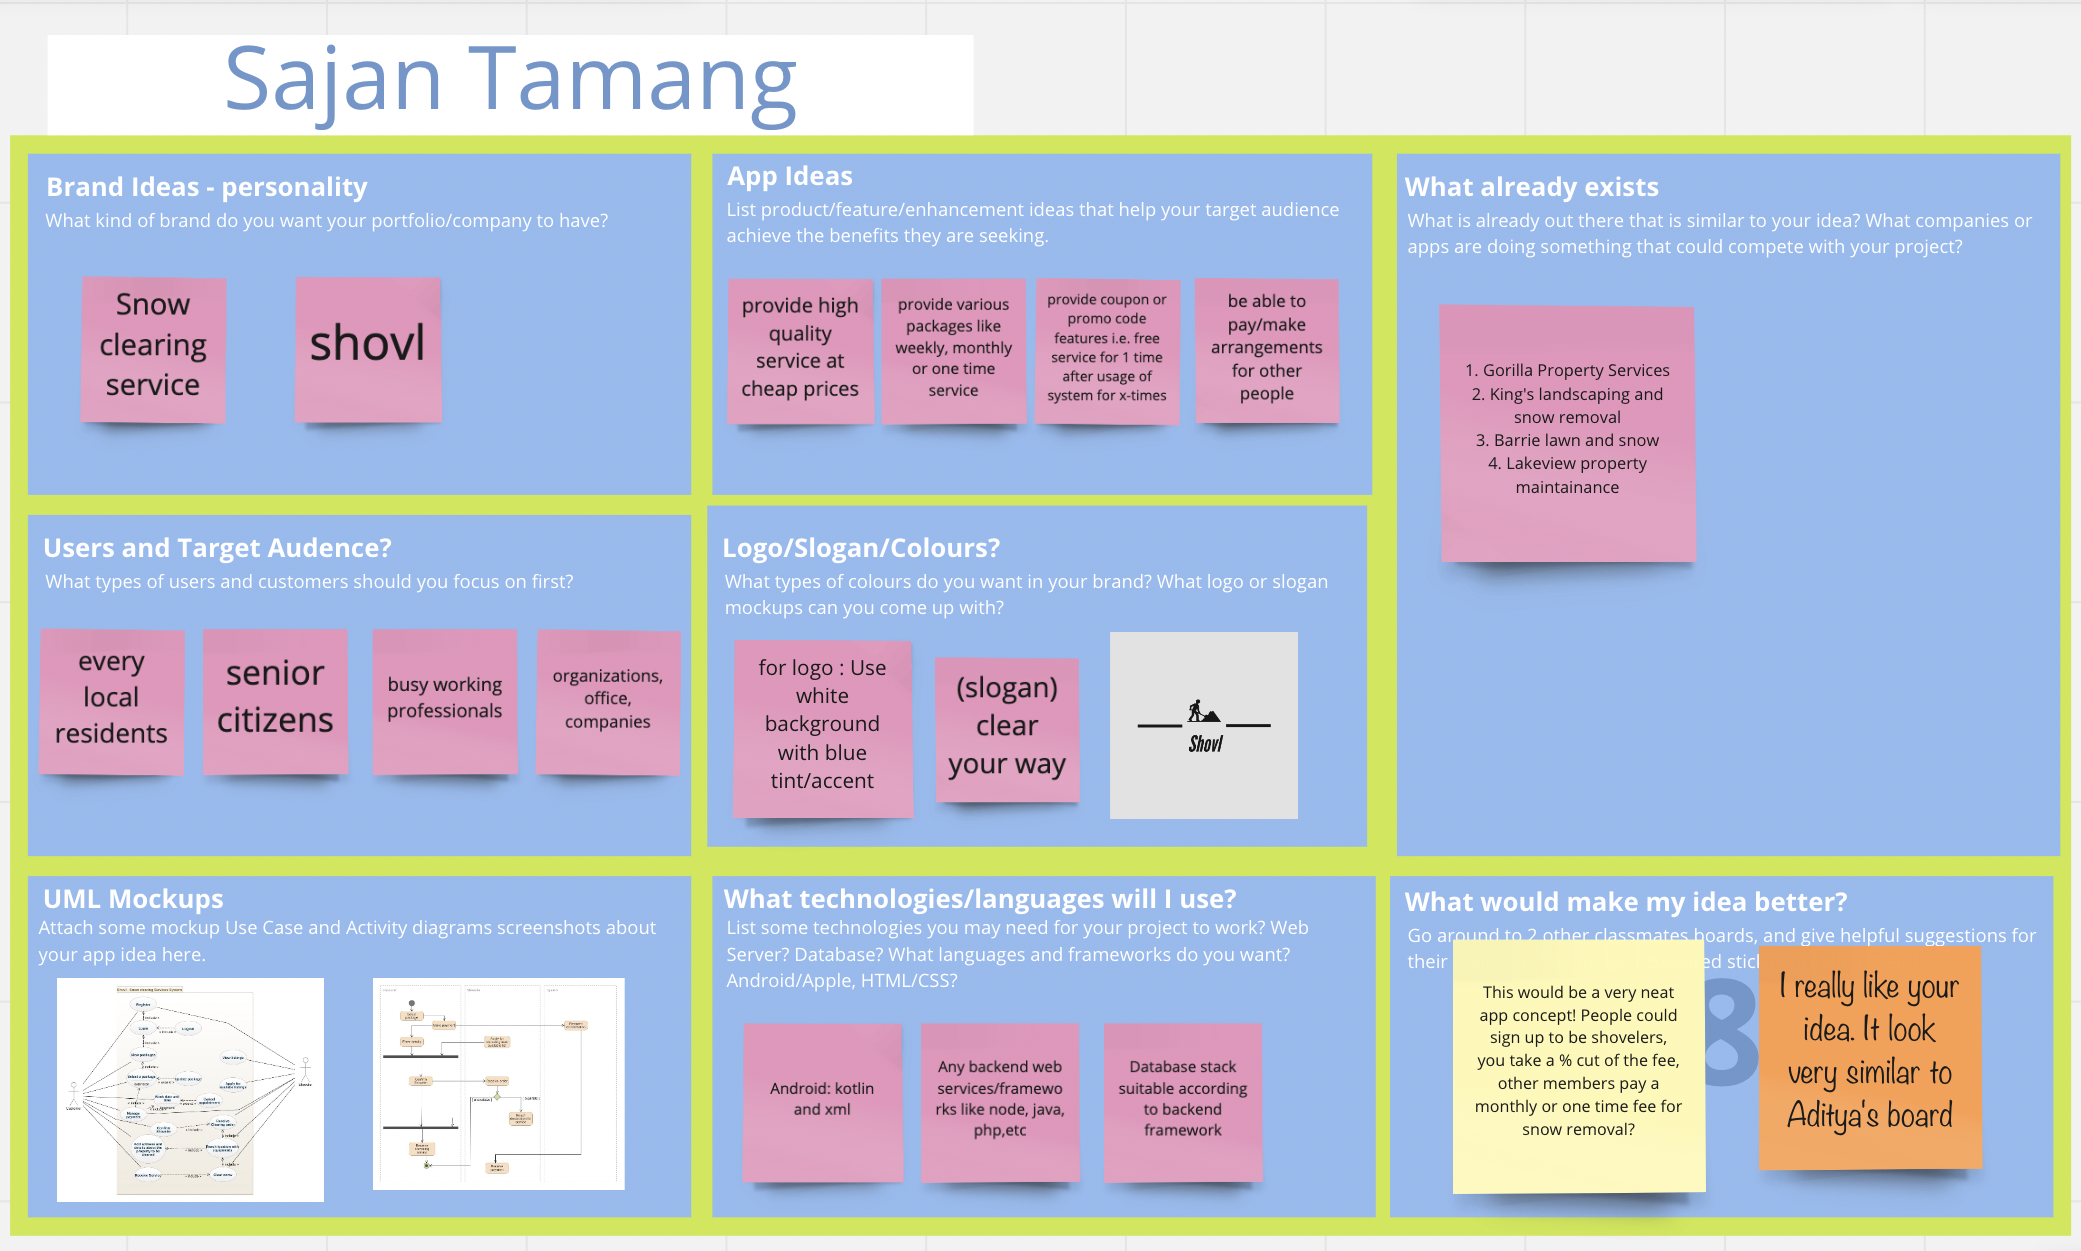 Sajan Tamang
Brand Ideas - personality
What kind of brand do you want your portfolio/company to have?
Snow
clearing
service
shovl
App Ideas
List product/feature/enhancement ideas that help your target audience
achieve the benefits they are seeking.
provide high
quality
service at
cheap prices
provide various
packages like
weekly, monthly
or one time
service
provide coupon or
promo code
features i.e. free
service for 1 time
after usage of
system for x-times
be able to
pay/make
arrangements
for other
people
What already exists
What is already out there that is similar to your idea? What companies or
apps are doing something that could compete with your project?
1. Gorilla Property Services
2. King's landscaping and
snow removal
3. Barrie lawn and snow
4. Lakeview property
maintainance
Users and Target Audence?
What types of users and customers should you focus on first?
every
local
residents
senior
citizens
busy working
professionals
organizations,
office,
companies
Logo/Slogan/Colours?
What types of colours do you want in your brand? What logo or slogan
mockups can you come up with?
for logo : Use
white
background
with blue
tint/accent
(slogan)
clear
your way
Shovl
UML Mockups
Attach some mockup Use Case and Activity diagrams screenshots about
your app idea here.
Register
Logout
What technologies/languages will I use?
List some technologies you may need for your project to work? Web
Server? Database? What languages and frameworks do you want?
Android/Apple, HTML/CSS?
Android: kotlin
and xml
Any backend web
services/framewo
rks like node, java,
php,etc
Database stack
suitable according
to backend
framework
What would make my idea better?
Go around to 2 other classmates boards, and give helpful suggestions for
their
8
This would be a very neat
app concept! People could
sign up to be shovelers,
you take a % cut of the fee,
other members pay a
monthly or one time fee for
snow removal?
I really like your
idea. It look
very similar to
Aditya's board